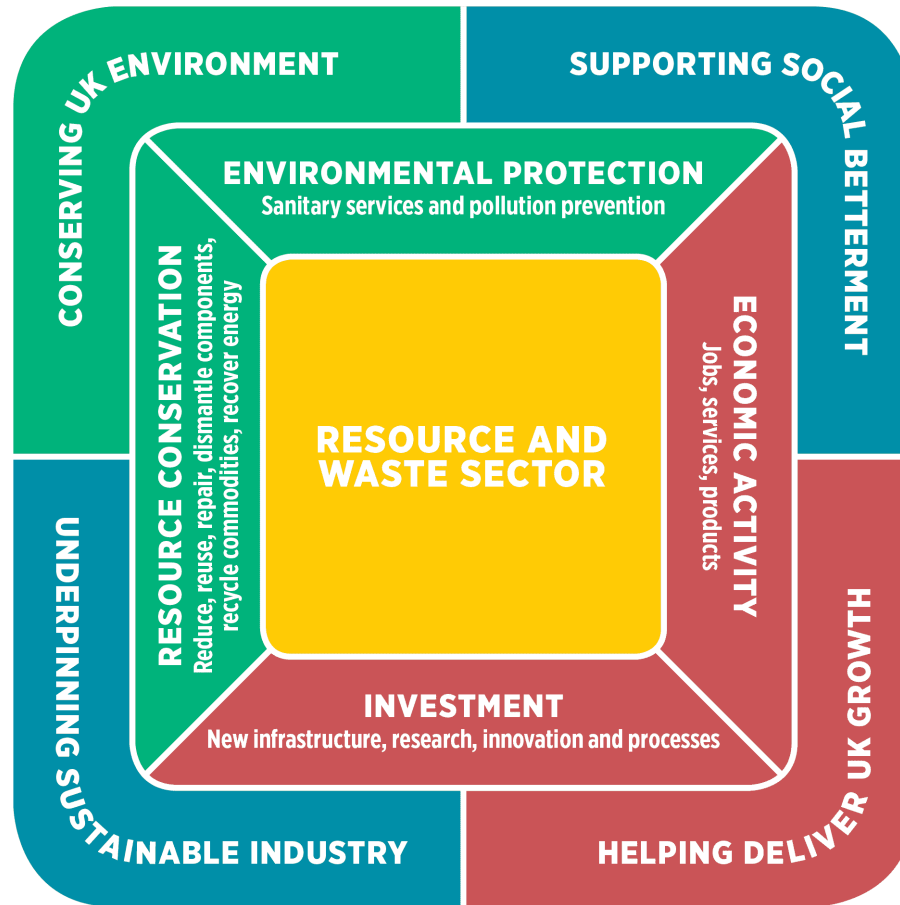 CONSERVING UK ENVIRONMENT
SUPPORTING SOCIAL BETTERMENT
ENVIRONMENTAL PROTECTION
Sanitary services and pollution prevention
RESOURCE CONSERVATION
Reduce, reuse, repair, dismantle components,
recycle commodities, recover energy
RESOURCE AND
WASTE SECTOR
ECONOMIC ACTIVITY
Jobs, services, products
INVESTMENT
New infrastructure, research, innovation and processes
UNDERPINNING SUSTAINABLE INDUSTRY
HELPING DELIVER UK GROWTH